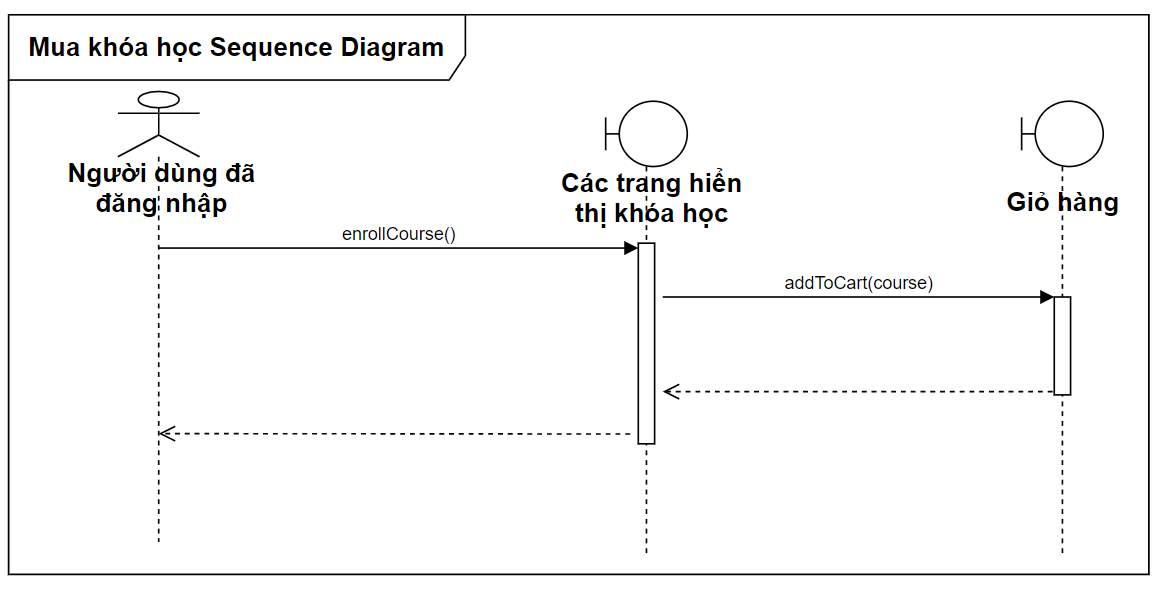 Mua khóa học Sequence Diagram
Người dùng đã
đăng nhập
Các trang hiển
thị khóa học
Giỏ hàng
enrollCourse()
addToCart(course)